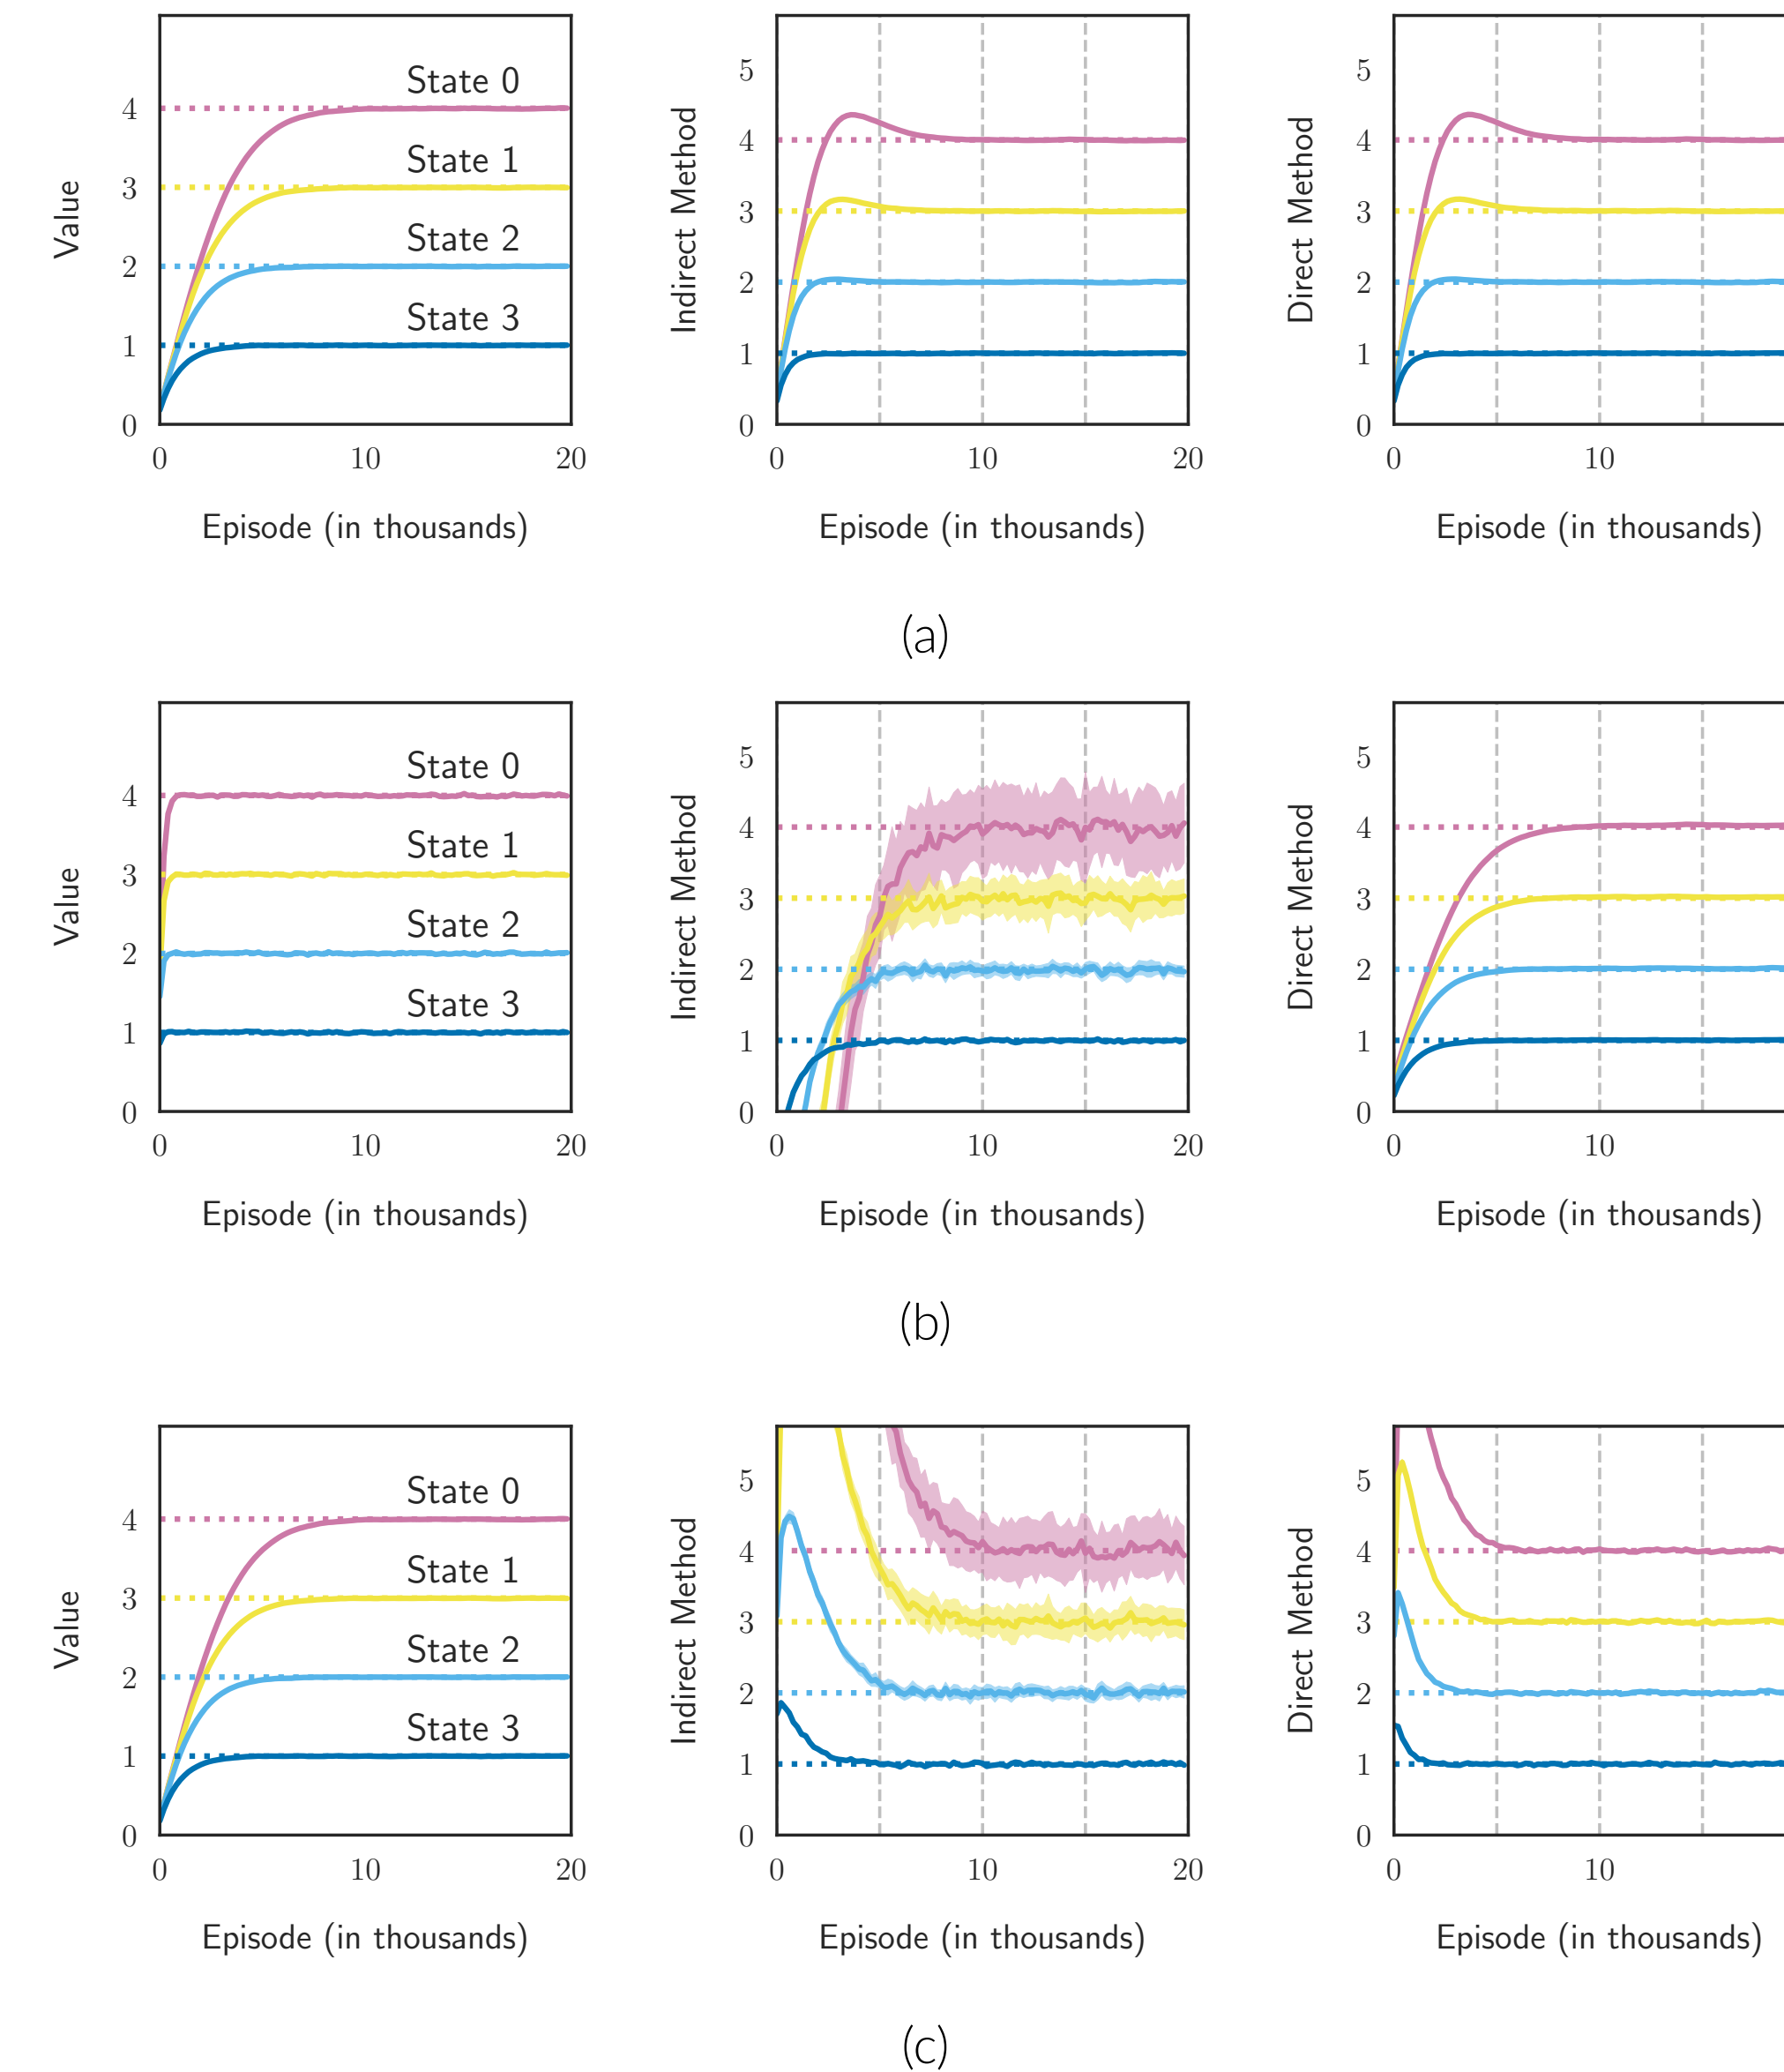 State 0
State 1
State 2
State 3
Value
4
3
2
1
0
0 10 20
Episode (in thousands)
Indirect Method
5
4
3
2
1
0
0 10 20
Episode (in thousands)
Direct Method
5
4
3
2
1
0
0 10
Episode (in thousands)
(a)
State 0
State 1
State 2
State 3
Value
4
3
2
1
0
0 10 20
Episode (in thousands)
Indirect Method
5
4
3
2
1
0
0 10 20
Episode (in thousands)
Direct Method
5
4
3
2
1
0
0 10
Episode (in thousands)
(b)
State 0
State 1
State 2
State 3
Value
4
3
2
1
0
0 10 20
Episode (in thousands)
Indirect Method
5
4
3
2
1
0
0 10 20
Episode (in thousands)
Direct Method
5
4
3
2
1
0
0 10
Episode (in thousands)
(c)